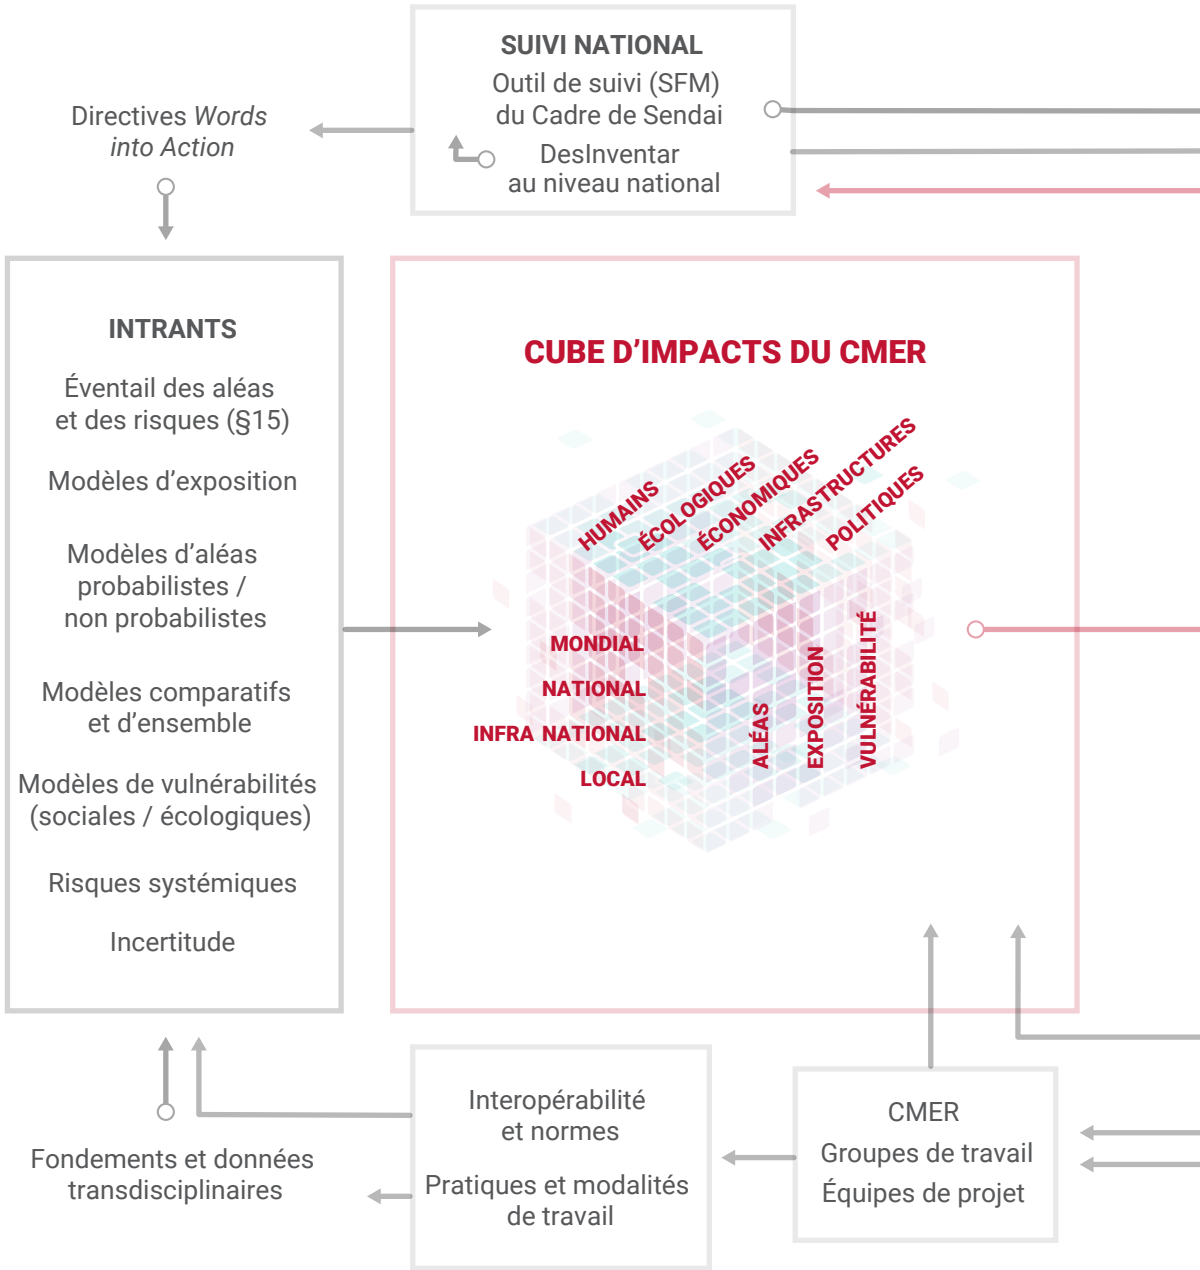 SUIVI NATIONAL
Outil de suivi (SFM)
du Cadre de Sendai
DesInventar
au niveau national
Directives Words
into Action
INTRANTS
Éventail des aléas
et des risques (§15)
Modèles d'exposition
Modèles d'aléas
probabilistes /
non probabilistes
Modèles comparatifs
et d'ensemble
Modèles de vulnérabilités
(sociales / écologiques)
Risques systémiques
Incertitude
CUBE D'IMPACTS DU CMER
HUMAINS
ÉCOLOGIQUES
ÉCONOMIQUES
INFRASTRUCTURES
POLITIQUES
MONDIAL
NATIONAL
INFRA NATIONAL
LOCAL
ALÉAS
EXPOSITION
VULNÉRABILITÉ
Fondements et données
transdisciplinaires
Interopérabilité
et normes
Pratiques et modalités
de travail
CMER
Groupes de travail
Équipes de projet